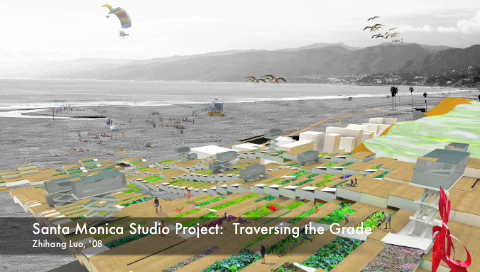 Santa Monica Studio Project:  Traversing the Grade
Zhihang Luo, '08